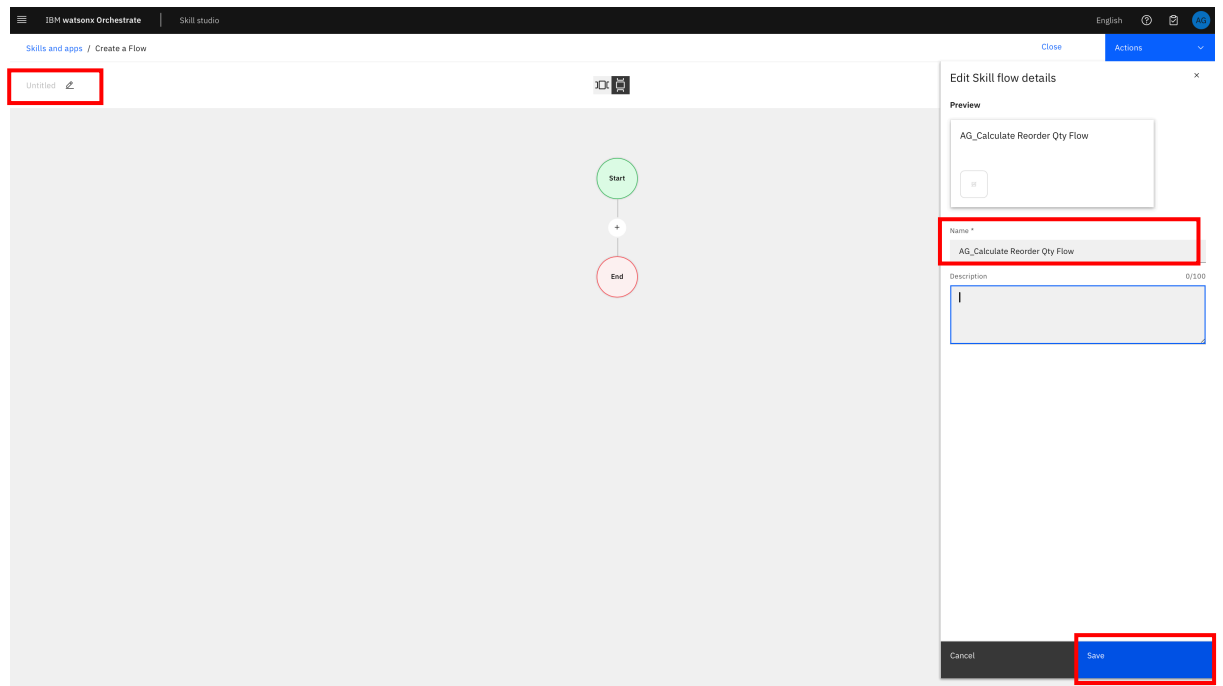 IBM watsonx Orchestrate
Skill studio
English
AG
Skills and apps / Create a Flow
Close
Actions
Untitled
Edit Skill flow details
Preview
AG_Calculate Reorder Qty Flow
Start
+
End
Name *
AG_Calculate Reorder Qty Flow
Description
0/100
Cancel
Save